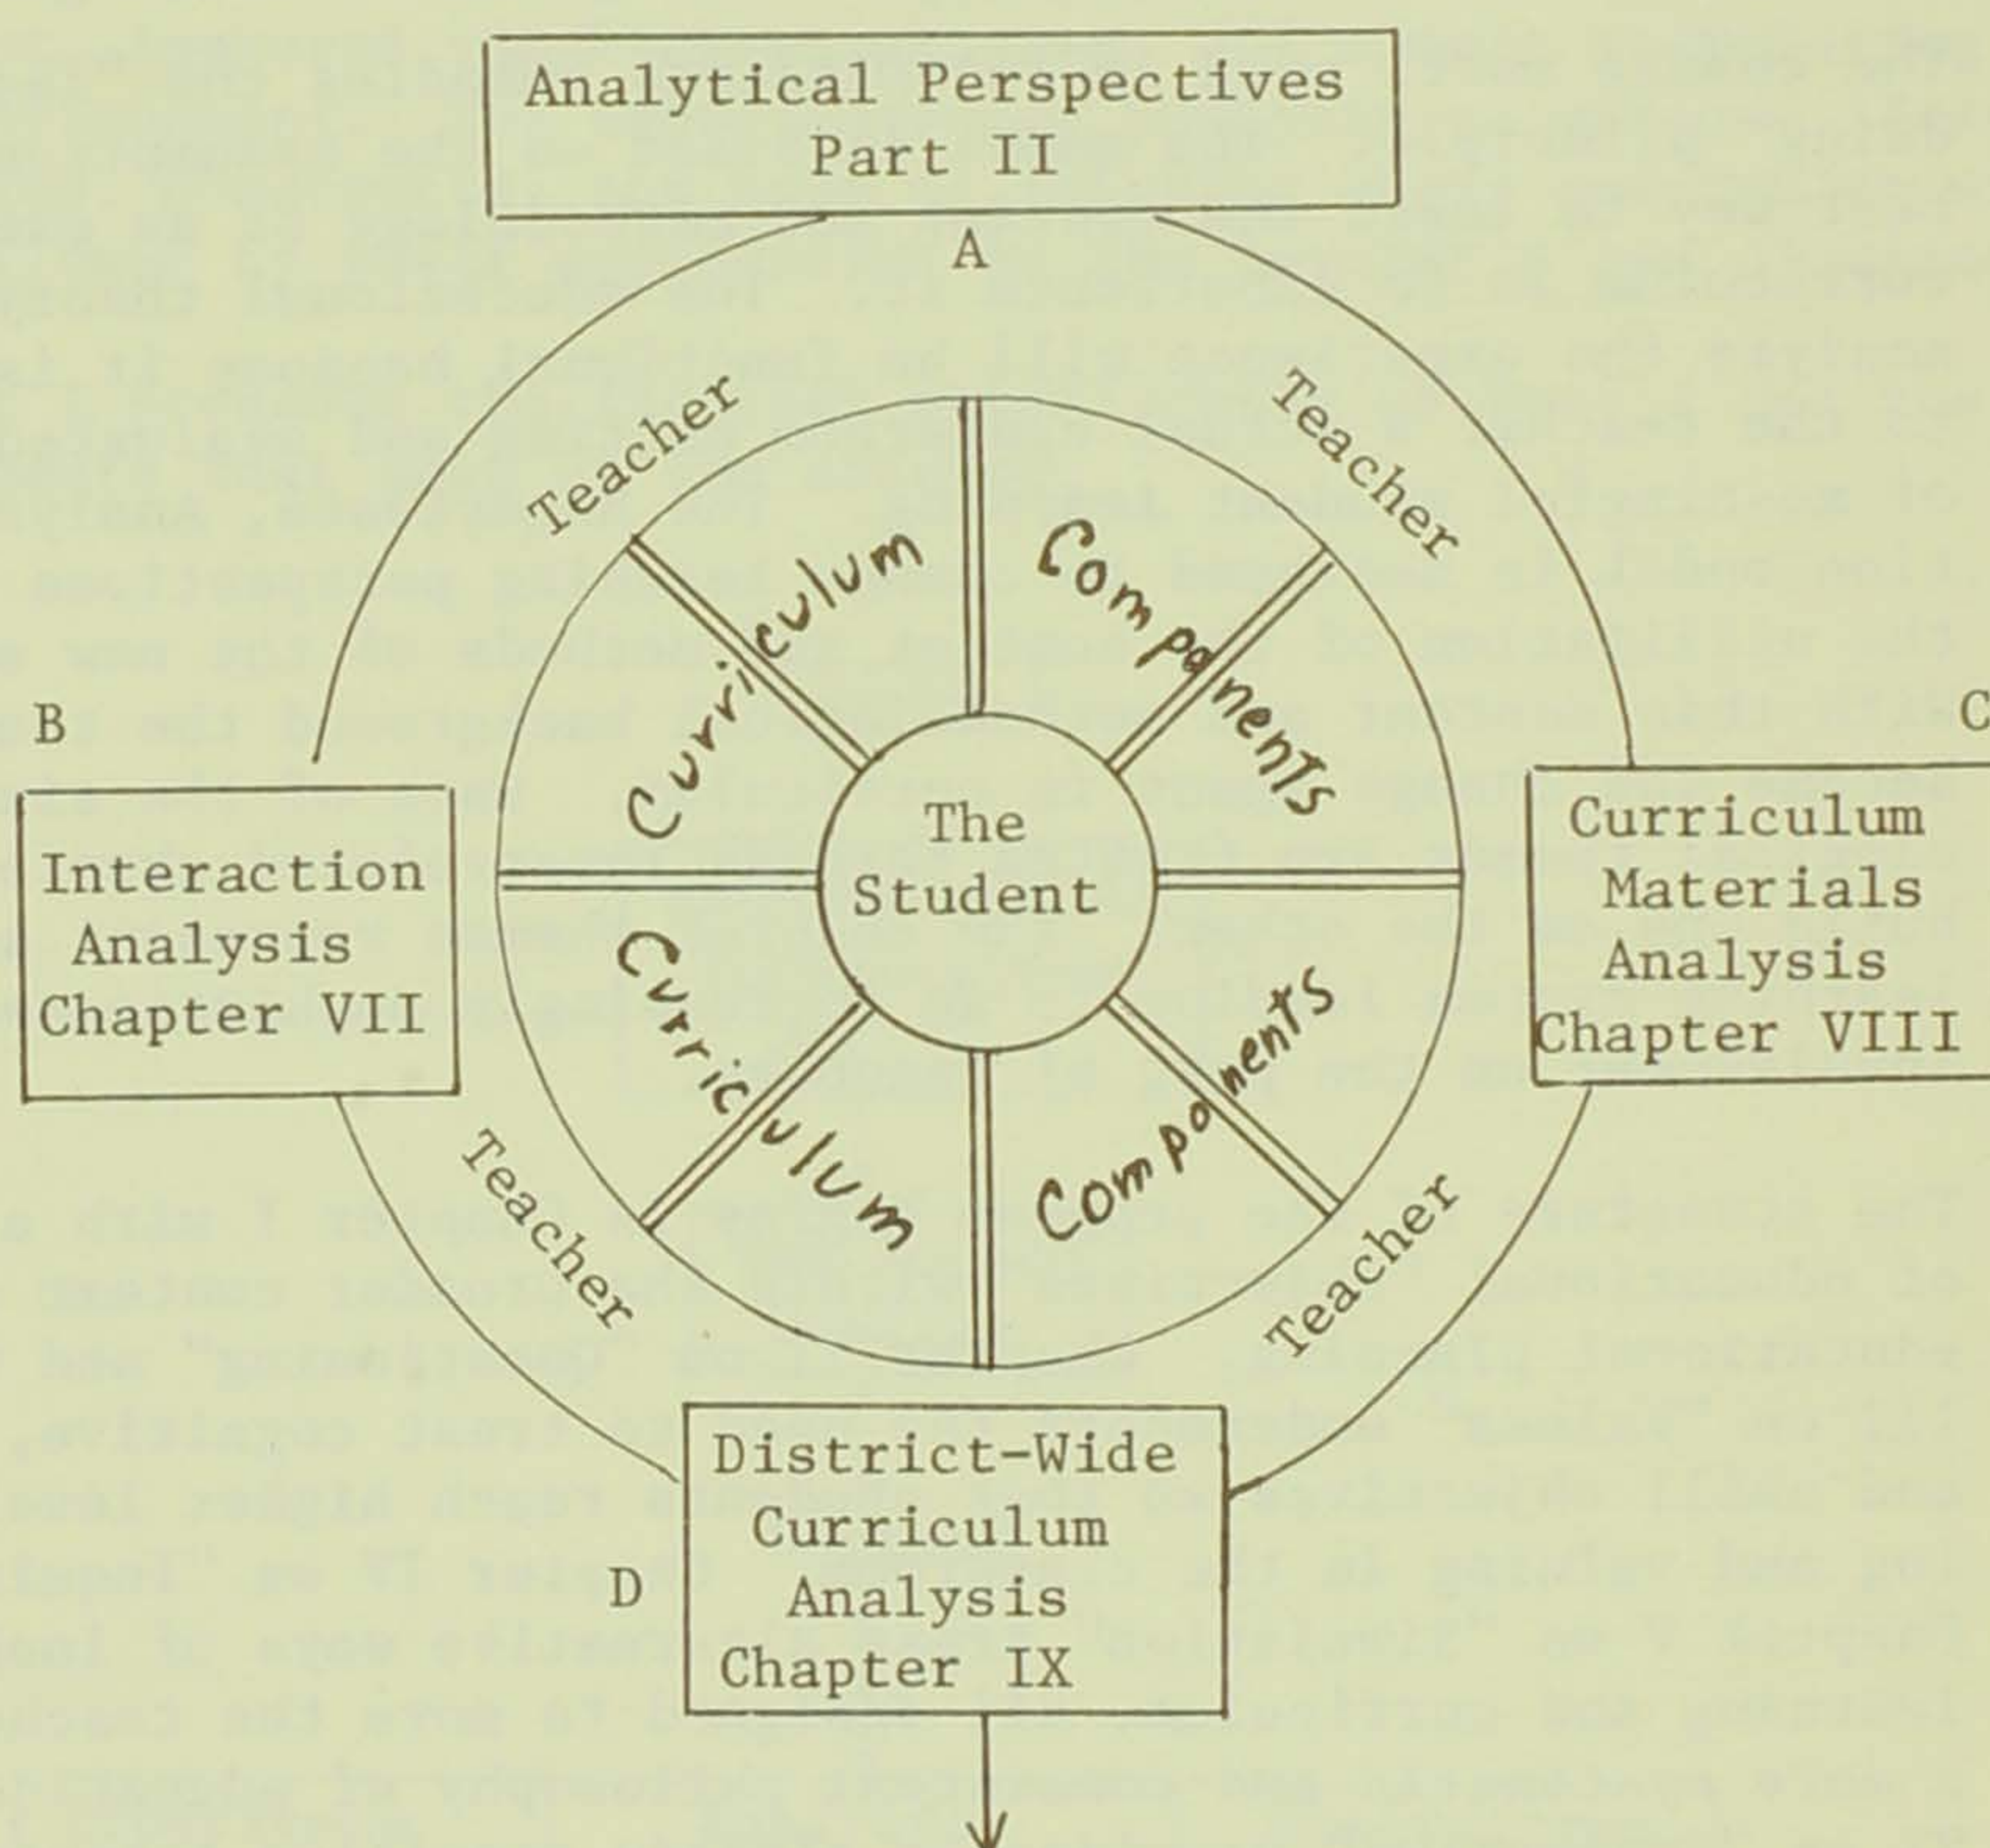 Analytical Perspectives
Part II
A
Teacher
Teacher
Curriculum
Components
B
C
The
Student
Interaction
Analysis
Chapter VII
Curriculum
Materials
Analysis
Chapter VIII
Curriculum
Components
Teacher
Teacher
D
District-Wide
Curriculum
Analysis
Chapter IX